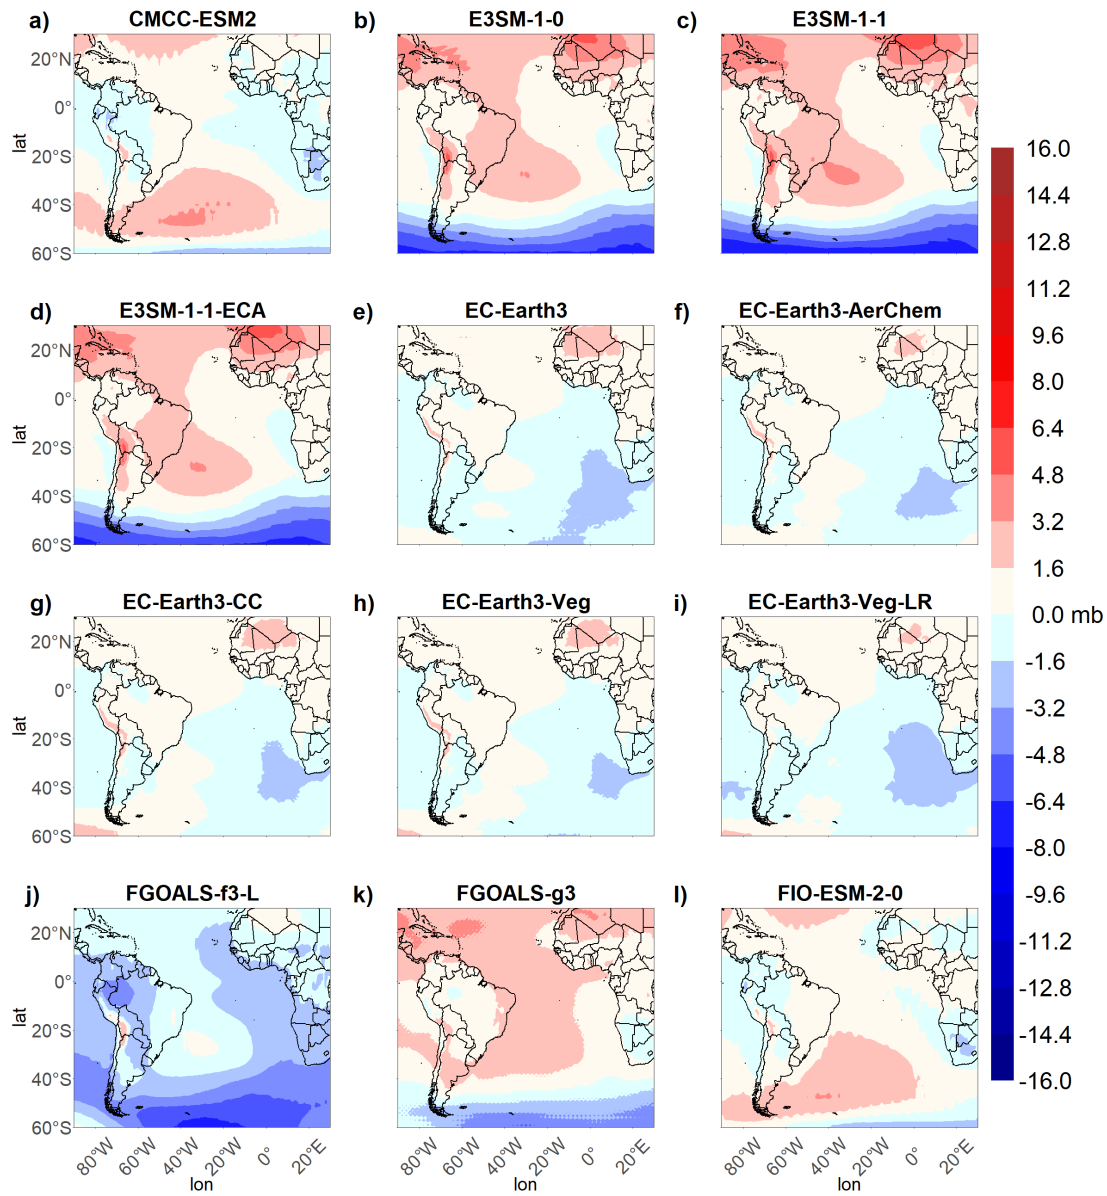 a) CMCC-ESM2 b) E3SM-1-0 c) E3SM-1-1
20°N
0°
20°S
40°S
60°S
lat
d) E3SM-1-1-ECA e) EC-Earth3 f) EC-Earth3-AerChem
20°N
0°
20°S
40°S
60°S
lat
g) EC-Earth3-CC h) EC-Earth3-Veg i) EC-Earth3-Veg-LR
20°N
0°
20°S
40°S
60°S
lat
j) FGOALS-f3-L k) FGOALS-g3 l) FIO-ESM-2-0
20°N
0°
20°S
40°S
60°S
lat
80°W 60°W 40°W 20°W 0° 20°E 80°W 60°W 40°W 20°W 0° 20°E 80°W 60°W 40°W 20°W 0° 20°E
lon lon lon
16.0
14.4
12.8
11.2
9.6
8.0
6.4
4.8
3.2
1.6
0.0 mb
-1.6
-3.2
-4.8
-6.4
-8.0
-9.6
-11.2
-12.8
-14.4
-16.0